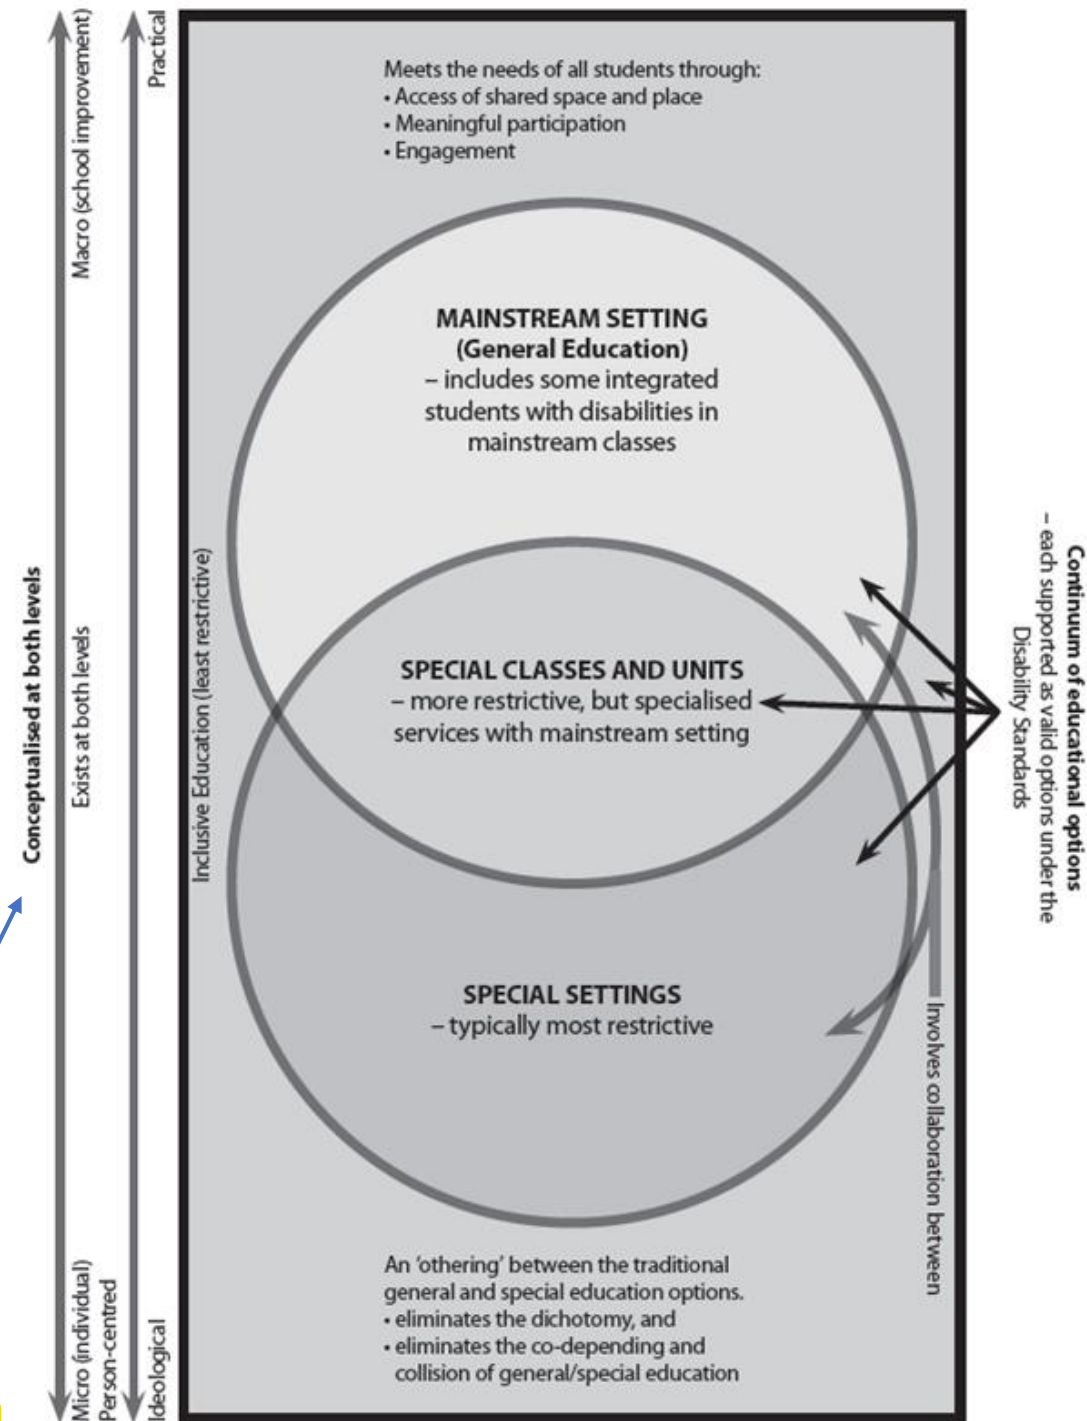 Conceptualised at both levels
Macro (school improvement)
Exists at both levels
Micro (individual)
Person-centred
Practical
Ideological
Inclusive Education (least restrictive)
Meets the needs of all students through:
• Access of shared space and place
• Meaningful participation
• Engagement
MAINSTREAM SETTING
(General Education)
– includes some integrated
students with disabilities in
mainstream classes
SPECIAL CLASSES AND UNITS
– more restrictive, but specialised
services with mainstream setting
SPECIAL SETTINGS
– typically most restrictive
An ‘othering’ between the traditional
general and special education options.
• eliminates the dichotomy, and
• eliminates the co-depending and
collision of general/special education
Involves collaboration between
Continuum of educational options
– each supported as valid options under the
Disability Standards